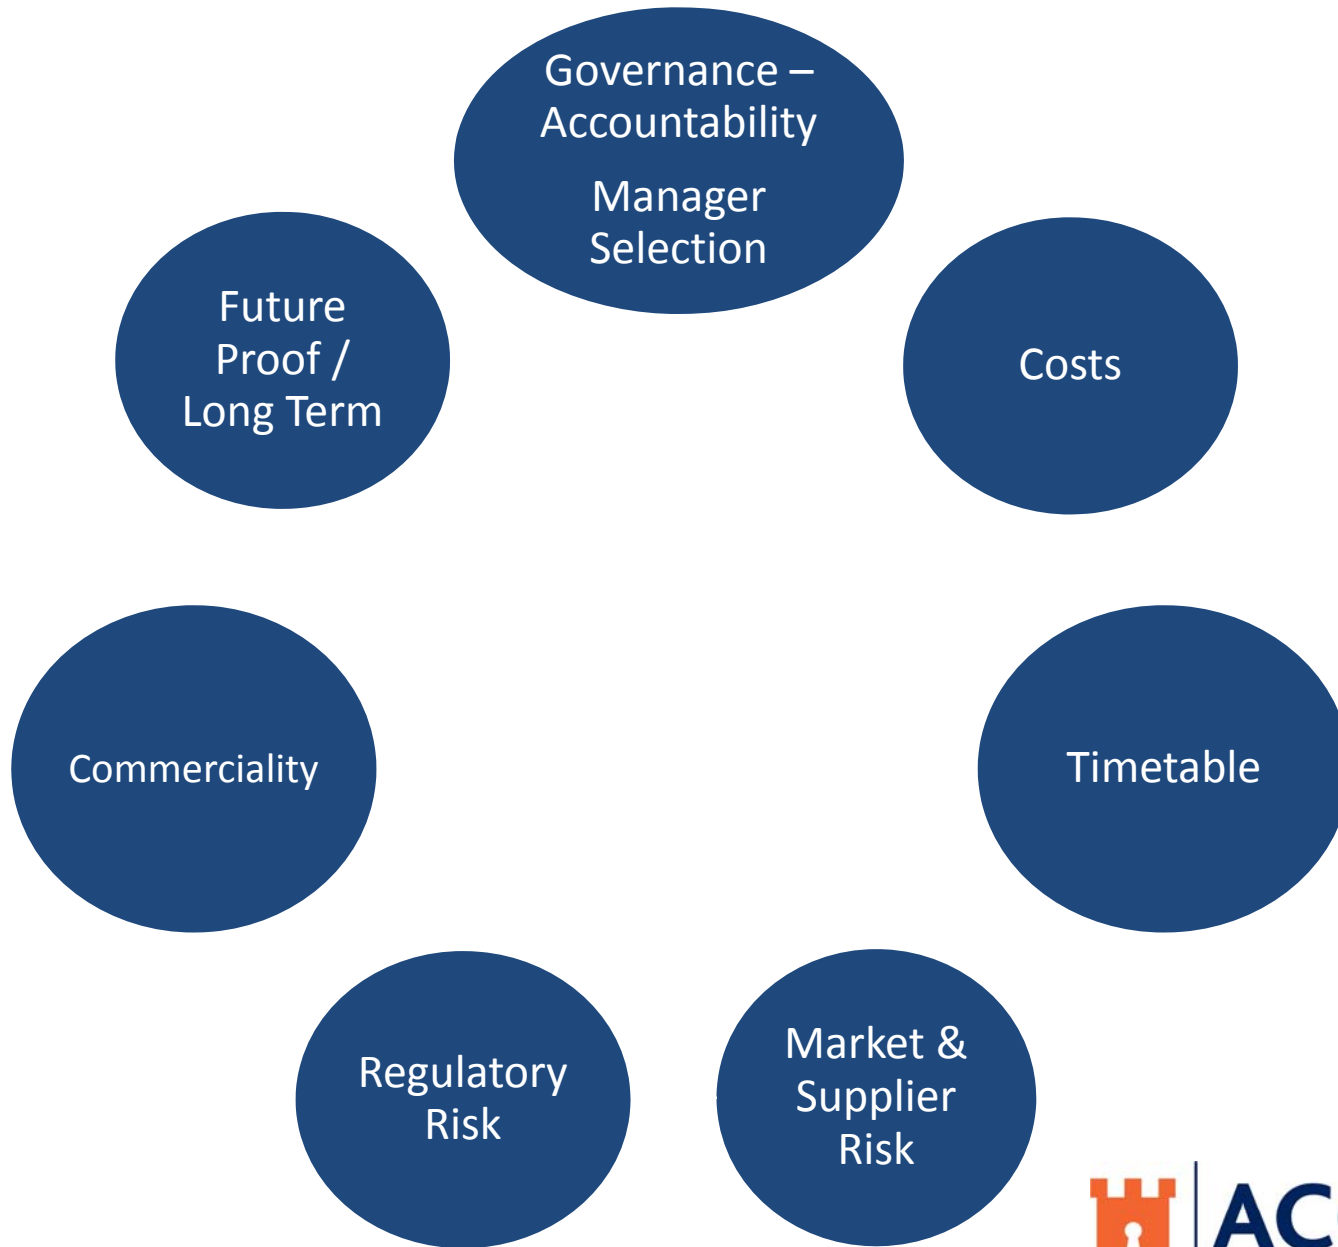 Governance –
Accountability
Manager
Selection
Costs
Timetable
Market &
Supplier
Risk
Regulatory
Risk
Commerciality
Future
Proof /
Long Term